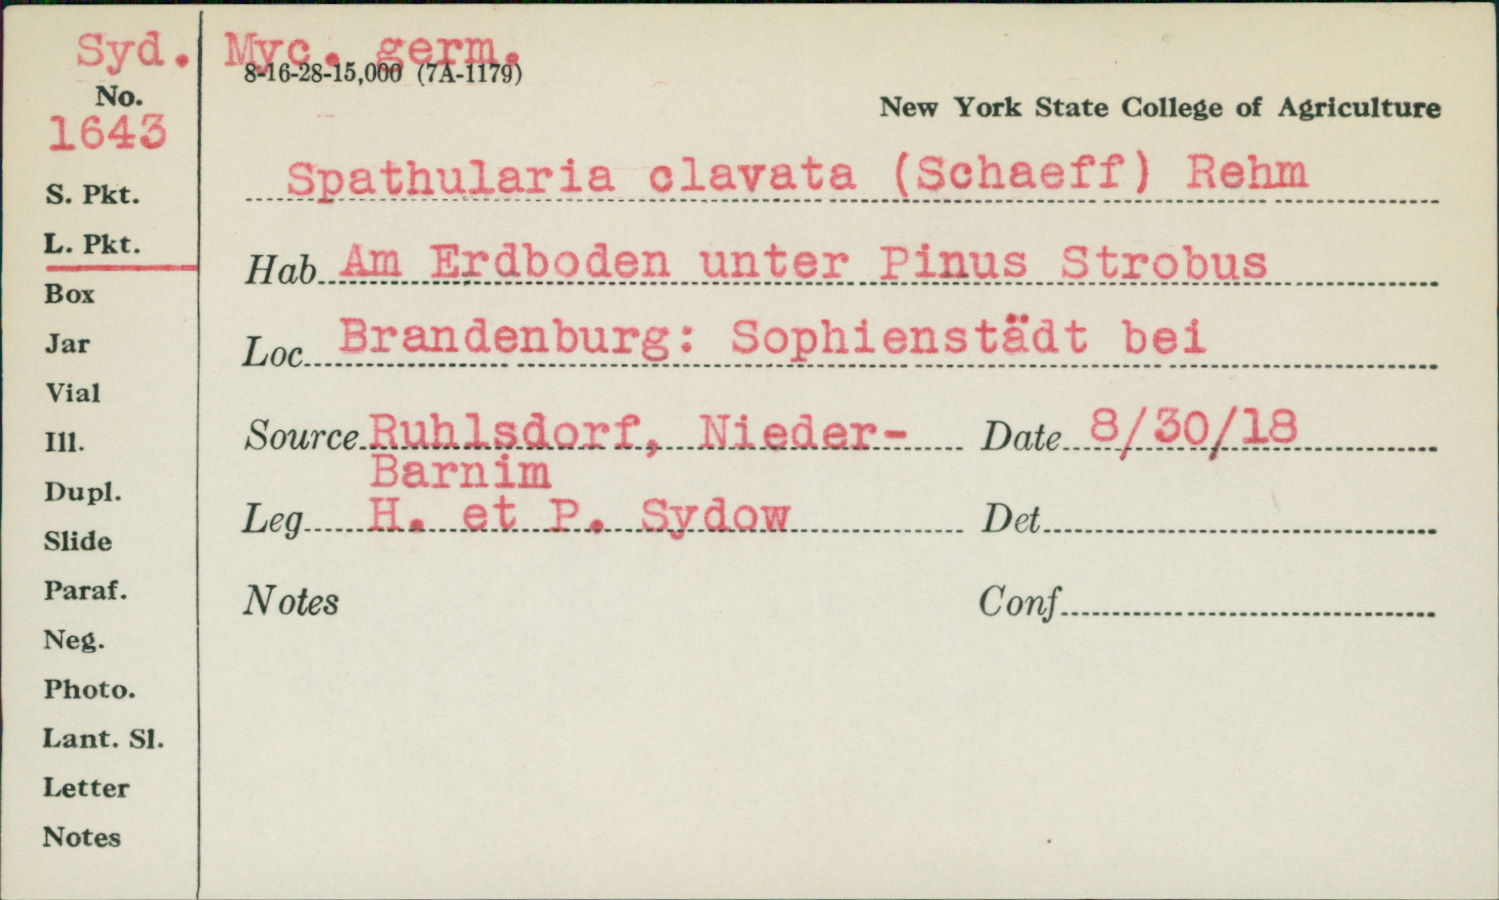 Syd. Myc. germ.
8-16-28-15,000 (7A-1179)
No.
1643
New York State College of Agriculture
Spathularia clavata (Schaeff) Rehm
S. Pkt.
L. Pkt.
Hab Am Erdboden unter Pinus Strobus
Box
Jar
Loc Brandenburg: Sophienstädt bei
Vial
Ill.
Source Ruhlsdorf, Nieder- Date 8/30/18
Barnim
Dupl.
Leg H. et P. Sydow Det
Slide
Paraf.
Notes Conf
Neg.
Photo.
Lant. Sl.
Letter
Notes